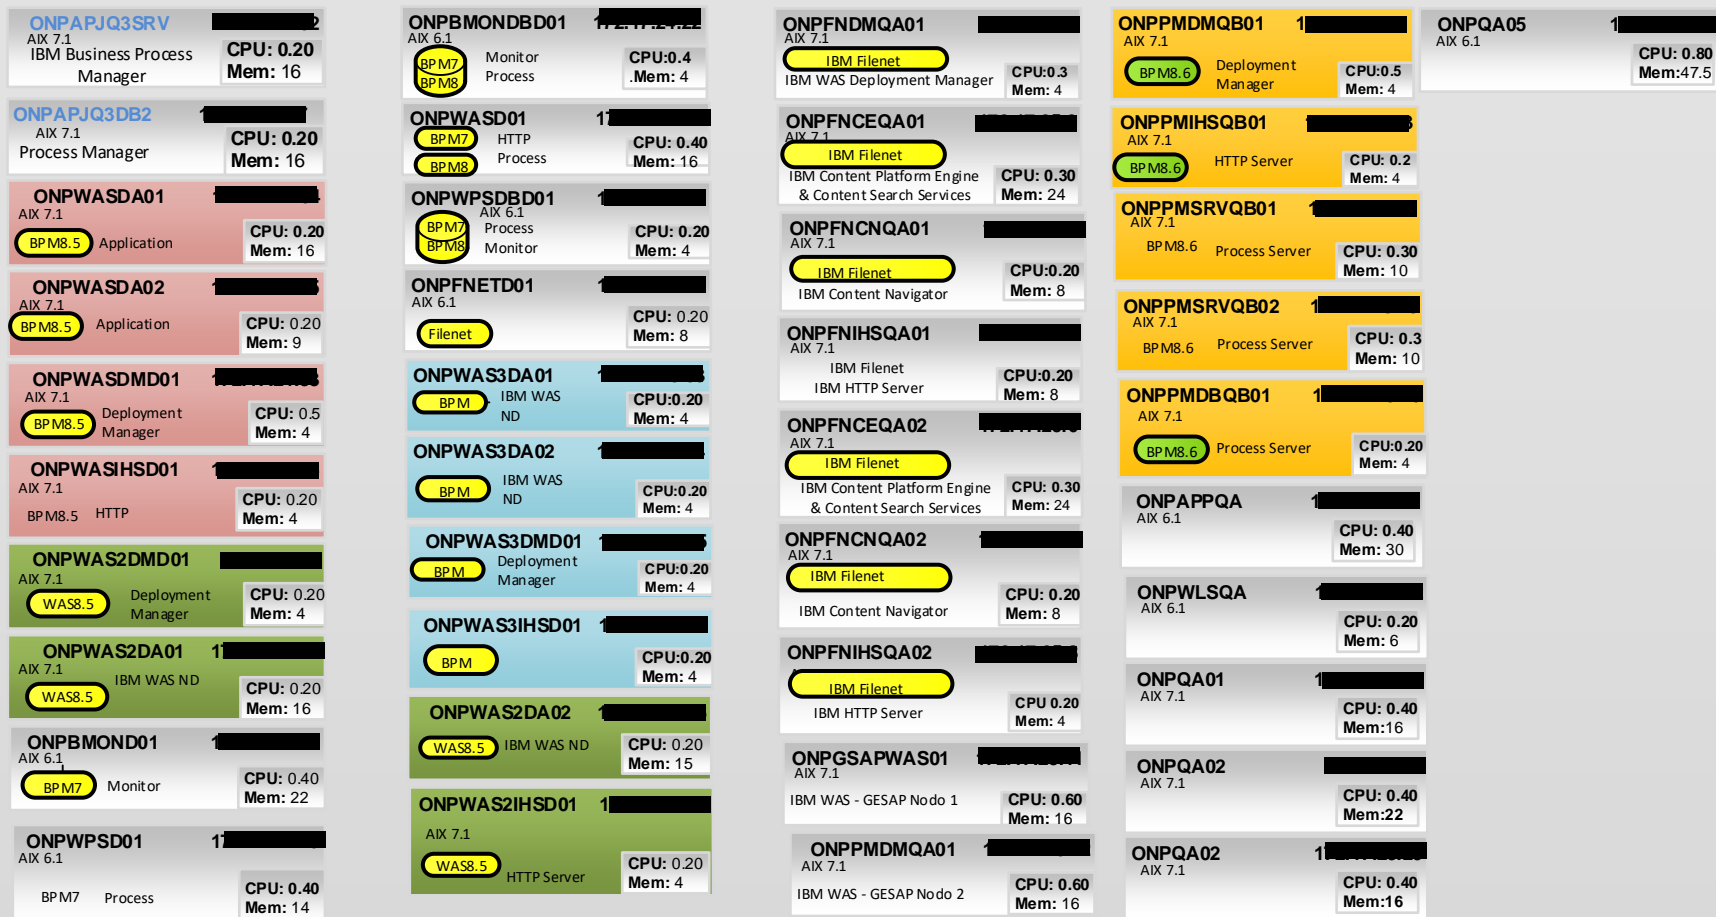 ONPAPJQ3SRV
AIX 7.1
IBM Business Process
Manager
CPU: 0.20
Mem: 16
ONPAPJQ3DB2
AIX 7.1
Process Manager
CPU: 0.20
Mem: 16
ONPWASDA01
AIX 7.1
BPM8.5 Application
CPU: 0.20
Mem: 16
ONPWASDA02
AIX 7.1
BPM8.5 Application
CPU: 0.20
Mem: 9
ONPWASDMD01
AIX 7.1
BPM8.5 Deployment
Manager
CPU: 0.5
Mem: 4
ONPWASIHSD01
AIX 7.1
BPM8.5 HTTP
CPU: 0.20
Mem: 4
ONPWAS2DMD01
AIX 7.1
WAS8.5 Deployment
Manager
CPU: 0.20
Mem: 4
ONPWAS2DA01
AIX 7.1
IBM WAS ND
WAS8.5
CPU: 0.20
Mem: 16
ONPBMOND01
AIX 6.1
BPM7 Monitor
CPU: 0.40
Mem: 22
ONPWPSD01
AIX 6.1
BPM7 Process
CPU: 0.40
Mem: 14
ONPBMONDBD01
AIX 6.1
BPM7
BPM8
Monitor
Process
CPU:0.4
.Mem: 4
ONPWASD01
BPM7 HTTP
BPM8 Process
CPU: 0.40
Mem: 16
ONPWPSDBD01
AIX 6.1
BPM7 Process
BPM8 Monitor
CPU: 0.20
Mem: 4
ONPFNETD01
AIX 6.1
Filenet
CPU: 0.20
Mem: 8
ONPWAS3DA01
BPM IBM WAS
ND
CPU:0.20
Mem: 4
ONPWAS3DA02
BPM IBM WAS
ND
CPU:0.20
Mem: 4
ONPWAS3DMD01
BPM Deployment
Manager
CPU:0.20
Mem: 4
ONPWAS3IHSD01
BPM
CPU:0.20
Mem: 4
ONPWAS2DA02
WAS8.5 IBM WAS ND
CPU: 0.20
Mem: 15
ONPWAS2IHSD01
AIX 7.1
WAS8.5 HTTP Server
CPU: 0.20
Mem: 4
ONPFNDMQA01
AIX 7.1
IBM Filenet
IBM WAS Deployment Manager
CPU:0.3
Mem: 4
ONPFNCEQA01
AIX 7.1
IBM Filenet
IBM Content Platform Engine
& Content Search Services
CPU: 0.30
Mem: 24
ONPFNCNQA01
AIX 7.1
IBM Filenet
IBM Content Navigator
CPU:0.20
Mem: 8
ONPFNIHSQA01
AIX 7.1
IBM Filenet
IBM HTTP Server
CPU:0.20
Mem: 8
ONPFNCEQA02
AIX 7.1
IBM Filenet
IBM Content Platform Engine
& Content Search Services
CPU: 0.30
Mem: 24
ONPFNCNQA02
AIX 7.1
IBM Filenet
IBM Content Navigator
CPU: 0.20
Mem: 8
ONPFNIHSQA02
IBM Filenet
IBM HTTP Server
CPU 0.20
Mem: 4
ONPGSAPWAS01
AIX 7.1
IBM WAS - GESAP Nodo 1
CPU: 0.60
Mem: 16
ONPPMDMQA01
AIX 7.1
IBM WAS - GESAP Nodo 2
CPU: 0.60
Mem: 16
ONPPMDMQB01
AIX 7.1
BPM8.6 Deployment
Manager
CPU:0.5
Mem: 4
ONPPMIHSQB01
AIX 7.1
BPM8.6 HTTP Server
CPU: 0.2
Mem: 4
ONPPMSRVQB01
AIX 7.1
BPM8.6 Process Server
CPU: 0.30
Mem: 10
ONPPMSRVQB02
AIX 7.1
BPM8.6 Process Server
CPU: 0.3
Mem: 10
ONPPMDBQB01
AIX 7.1
BPM8.6 Process Server
CPU:0.20
Mem: 4
ONPAPPQA
AIX 6.1
CPU: 0.40
Mem: 30
ONPWLSQA
AIX 6.1
CPU: 0.20
Mem: 6
ONPQA01
AIX 7.1
CPU: 0.40
Mem:16
ONPQA02
AIX 7.1
CPU: 0.40
Mem:22
ONPQA02
AIX 7.1
CPU: 0.40
Mem:16
ONPQA05
AIX 6.1
CPU: 0.80
Mem:47.5